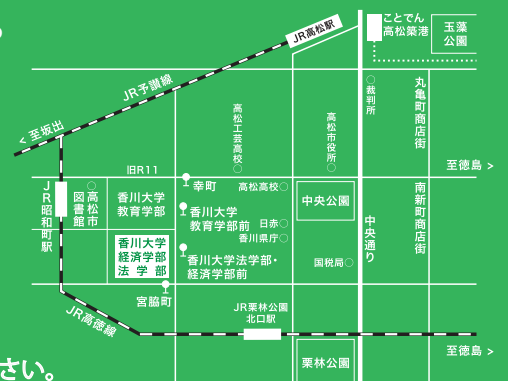 ことでん
高松築港
玉藻
公園
JR高松駅
JR予讃線
< 至坂出
高松工芸高校○
高松市役所○
○裁判所
丸亀町商店街
至徳島 >
旧R11
幸町
高松高校○
JR昭和町駅
○高松市
図書館
香川大学
教育学部
香川大学
教育学部前
日赤○
香川県庁○
中央公園
中央通り
南新町商店街
香川大学
経済学部
法学部
香川大学法学部・
経済学部前
国税局○
宮脇町
JR高徳線
JR栗林公園
北口駅
至徳島 >
栗林公園
さい。